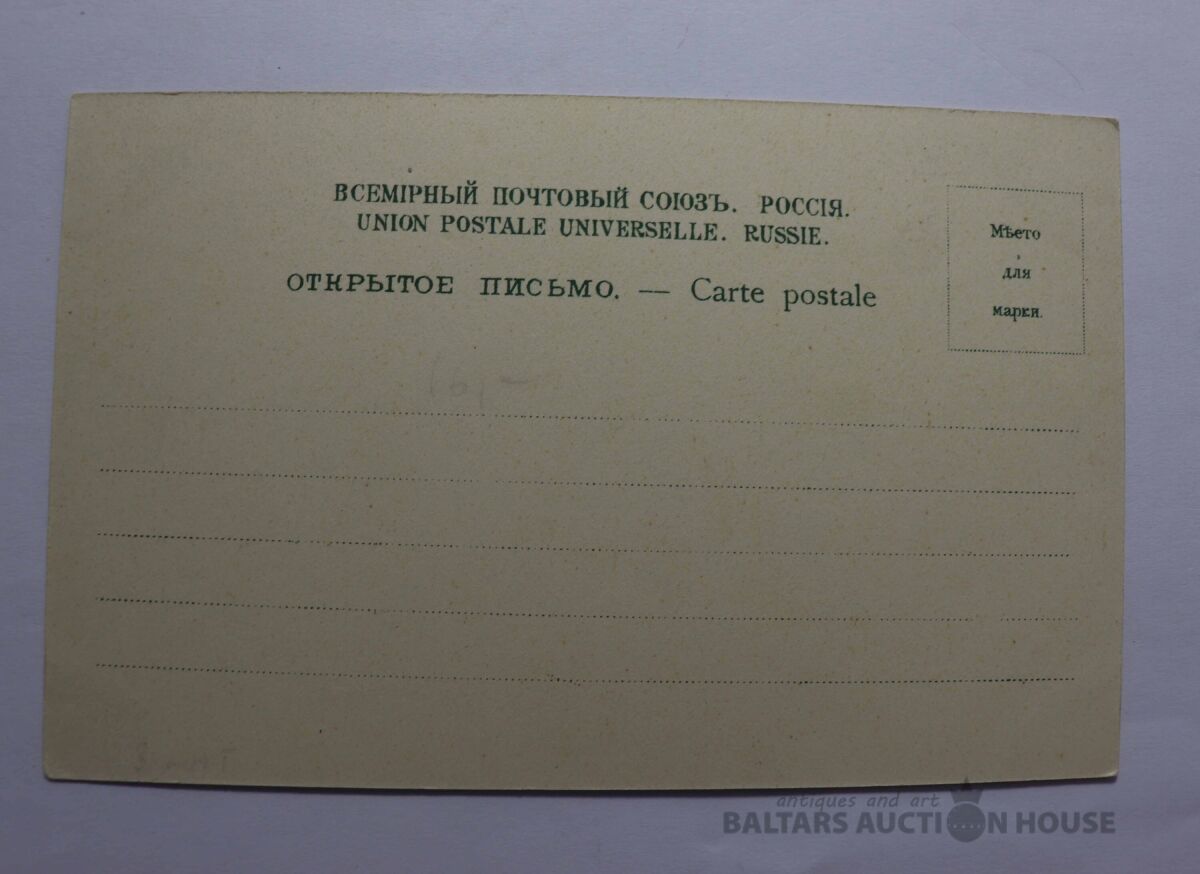 ВСЕМІРНЫЙ ПОЧТОВЫЙ СОЮЗЪ. РОССІЯ.
UNION POSTALE UNIVERSELLE. RUSSIE.
ОТКРЫТОЕ ПИСЬМО. — Carte postale
Мѣсто
для
марки.
antiques and art
BALTARS AUCTION HOUSE